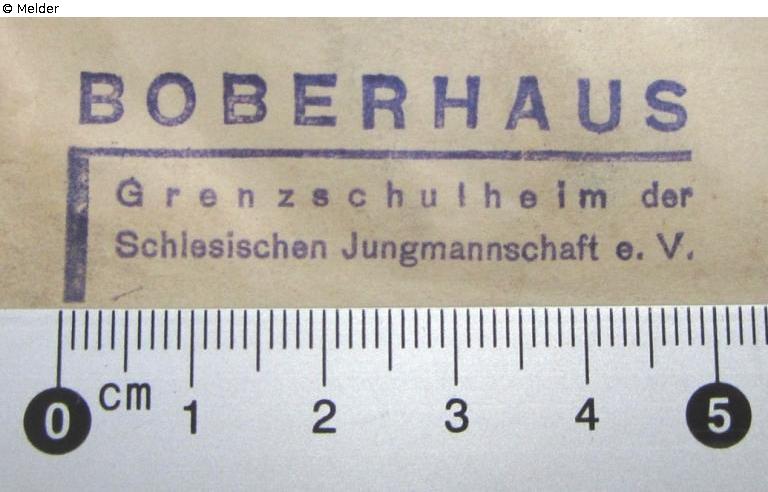 © Melder
BOBERHAUS
Grenzschulheim der
Schlesischen Jungmannschaft e. V.
0 cm 1 2 3 4 5